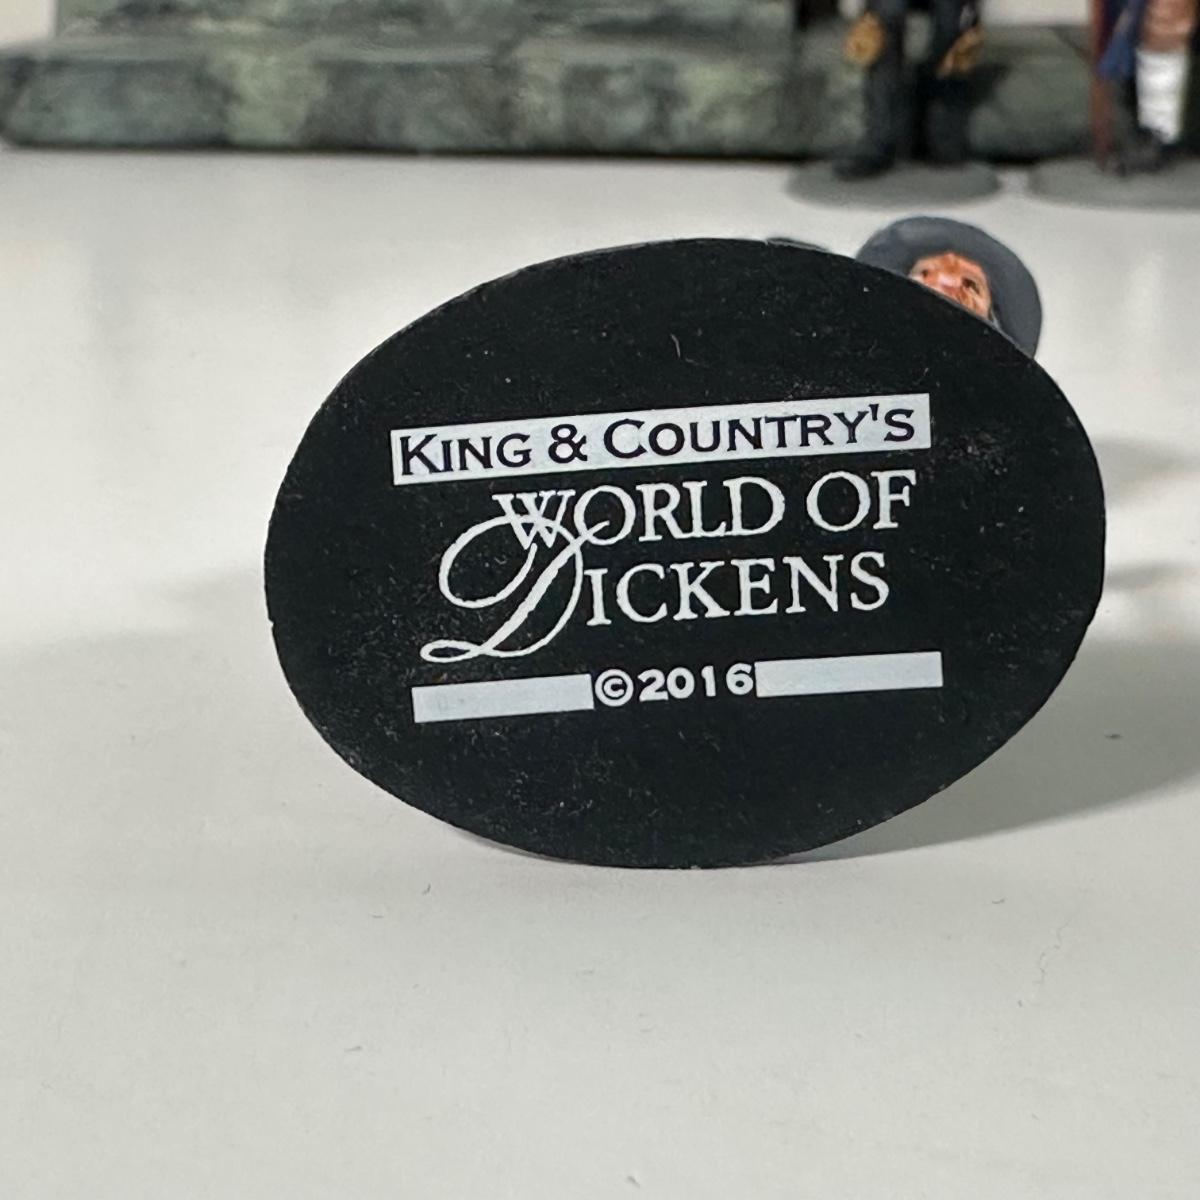 KING & COUNTRY'S
WORLD OF
DICKENS
©2016